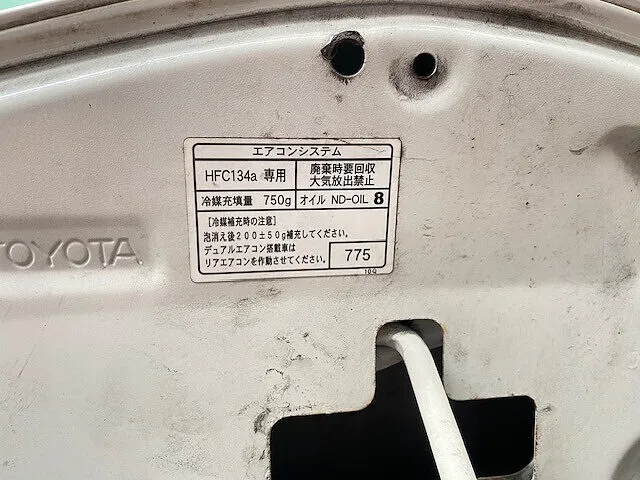 エアコンシステム
HFC134a 専用
廃棄時要回収
大気放出禁止
冷媒充填量 750g
オイル ND-OIL 8
[冷媒補充時の注意]
泡消え後200±50g補充してください。
デュアルエアコン搭載車は
リアエアコンを作動させてください。
775
10Q
TOYOTA